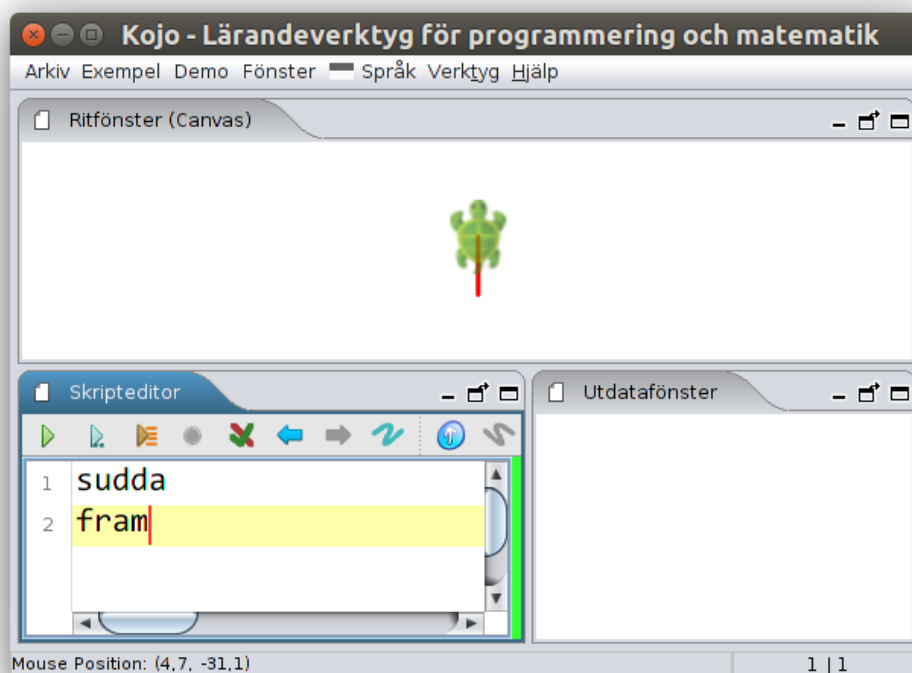 Kojo - Lärandeverktyg för programmering och matematik
Arkiv Exempel Demo Fönster Språk Verktyg Hjälp
Ritfönster (Canvas)
Skripteditor
Utdatafönster
1 sudda
2 fram
Mouse Position: (4,7, -31,1)
1 | 1